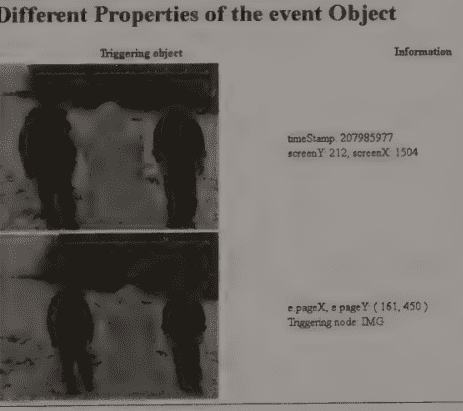 Different Properties of the event Object
Triggering object
Information
timeStamp: 207985977
screenY: 212, screenX: 1504
e.pageX, e.pageY: ( 161, 450 )
Triggering node: IMG